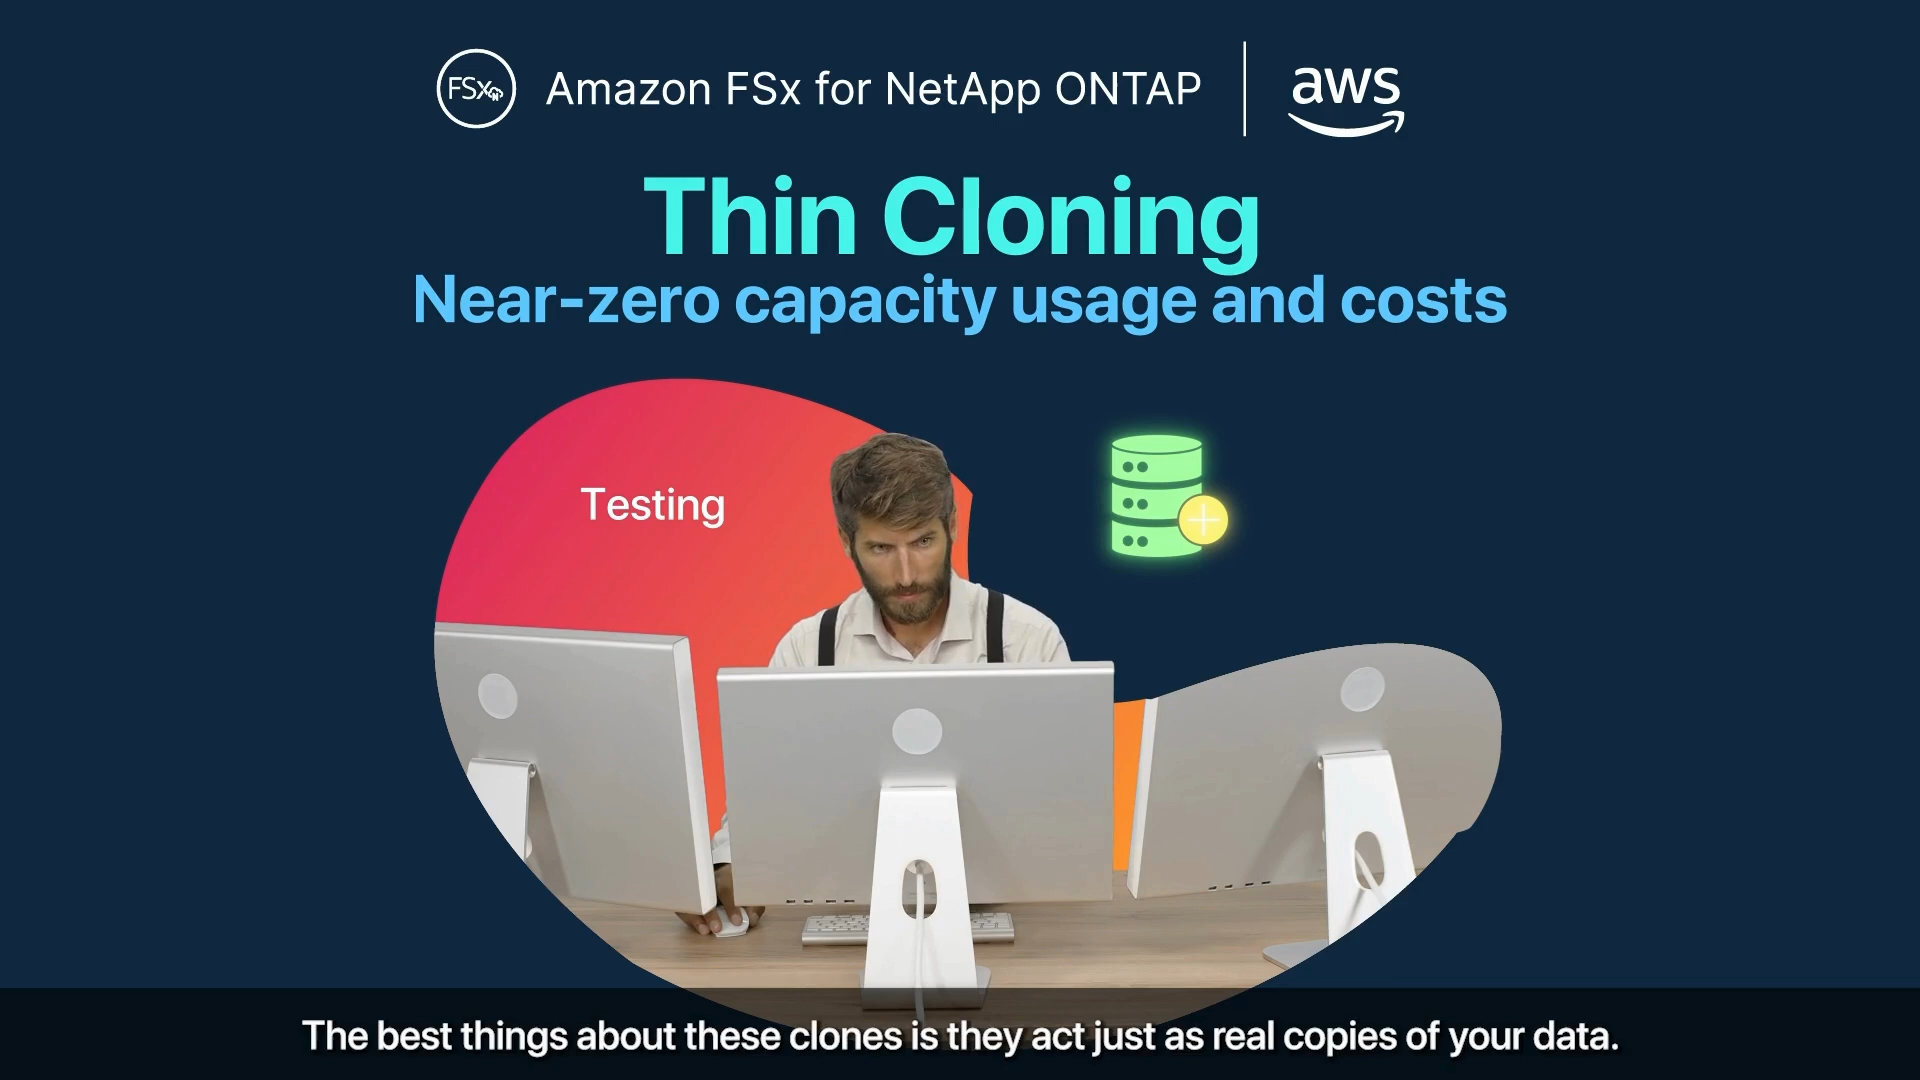 FSx
Amazon FSx for NetApp ONTAP
aws
Thin Cloning
Near-zero capacity usage and costs
Testing
The best things about these clones is they act just as real copies of your data.